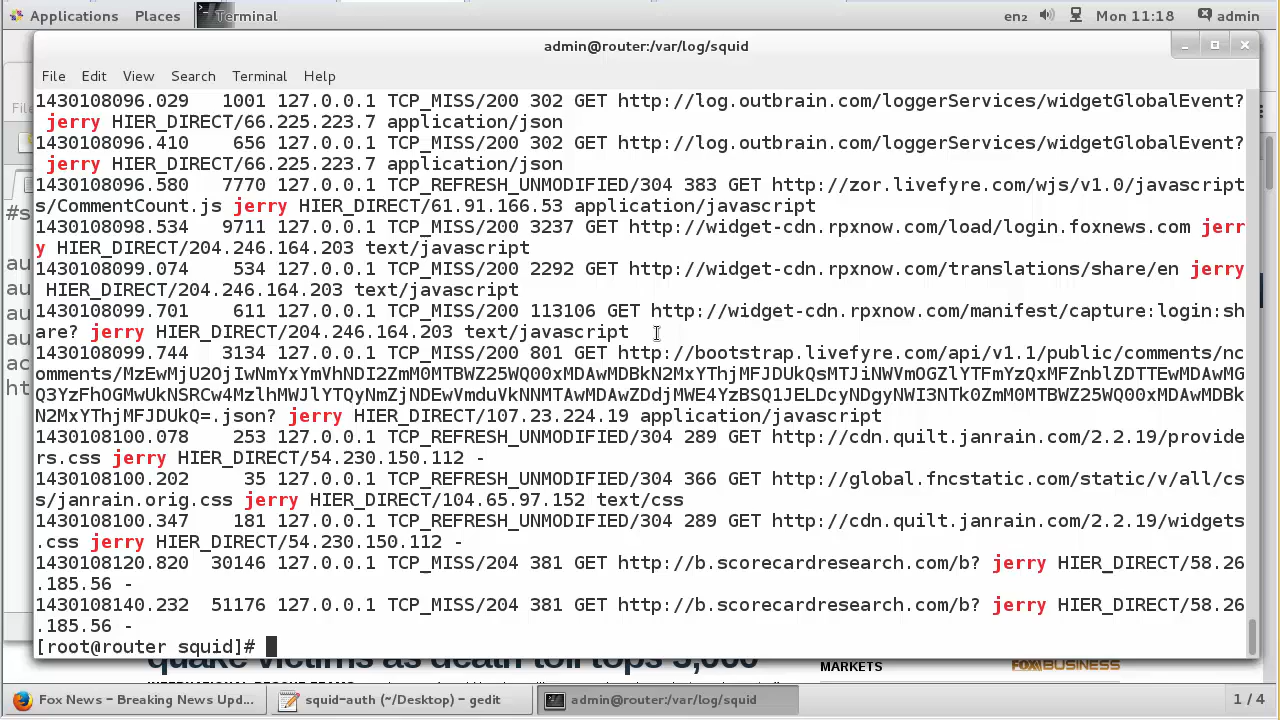 Applications Places Terminal en2 Mon 11:18 admin
admin@router:/var/log/squid
File Edit View Search Terminal Help
1430108096.029   1001 127.0.0.1 TCP_MISS/200 302 GET http://log.outbrain.com/loggerServices/widgetGlobalEvent?
 jerry HIER_DIRECT/66.225.223.7 application/json
1430108096.410    656 127.0.0.1 TCP_MISS/200 302 GET http://log.outbrain.com/loggerServices/widgetGlobalEvent?
 jerry HIER_DIRECT/66.225.223.7 application/json
1430108096.580   7770 127.0.0.1 TCP_REFRESH_UNMODIFIED/304 383 GET http://zor.livefyre.com/wjs/v1.0/javascript
s/CommentCount.js jerry HIER_DIRECT/61.91.166.53 application/javascript
1430108098.534   9711 127.0.0.1 TCP_MISS/200 3237 GET http://widget-cdn.rpxnow.com/load/login.foxnews.com jerr
y HIER_DIRECT/204.246.164.203 text/javascript
1430108099.074    534 127.0.0.1 TCP_MISS/200 2292 GET http://widget-cdn.rpxnow.com/translations/share/en jerry
 HIER_DIRECT/204.246.164.203 text/javascript
1430108099.701    611 127.0.0.1 TCP_MISS/200 113106 GET http://widget-cdn.rpxnow.com/manifest/capture:login:sh
are? jerry HIER_DIRECT/204.246.164.203 text/javascript
1430108099.744   3134 127.0.0.1 TCP_MISS/200 801 GET http://bootstrap.livefyre.com/api/v1.1/public/comments/nc
omments/MzEwMjU2OjIwNmYxYmVhNDI2ZmM0MTBWZ25WQ00xMDAwMDBkN2MxYThjMFJDUkQsMTJiNWVmOGZlYTFmYzQxMFZnblZDTTEwMDAwMG
Q3YzFhOGMwUkNSRCw4MzlhMWJlYTQyNmZjNDEwVmduVkNNMTAwMDAwZDdjMWE4YzBSQ1JELDcyNDgyNWI3NTk0ZmM0MTBWZ25WQ00xMDAwMDBk
N2MxYThjMFJDUkQ=.json? jerry HIER_DIRECT/107.23.224.19 application/javascript
1430108100.078    253 127.0.0.1 TCP_REFRESH_UNMODIFIED/304 289 GET http://cdn.quilt.janrain.com/2.2.19/provide
rs.css jerry HIER_DIRECT/54.230.150.112 -
1430108100.202     35 127.0.0.1 TCP_REFRESH_UNMODIFIED/304 366 GET http://global.fncstatic.com/static/v/all/cs
s/janrain.orig.css jerry HIER_DIRECT/104.65.97.152 text/css
1430108100.347    181 127.0.0.1 TCP_REFRESH_UNMODIFIED/304 289 GET http://cdn.quilt.janrain.com/2.2.19/widgets
.css jerry HIER_DIRECT/54.230.150.112 -
1430108120.820  30146 127.0.0.1 TCP_MISS/204 381 GET http://b.scorecardresearch.com/b? jerry HIER_DIRECT/58.26
.185.56 -
1430108140.232  51176 127.0.0.1 TCP_MISS/204 381 GET http://b.scorecardresearch.com/b? jerry HIER_DIRECT/58.26
.185.56 -
[root@router squid]#
quake victims as death toll tops 3,000
MARKETS FOX BUSINESS
Fox News – Breaking News Upd... squid-auth (~/Desktop) – gedit admin@router:/var/log/squid 1 / 4